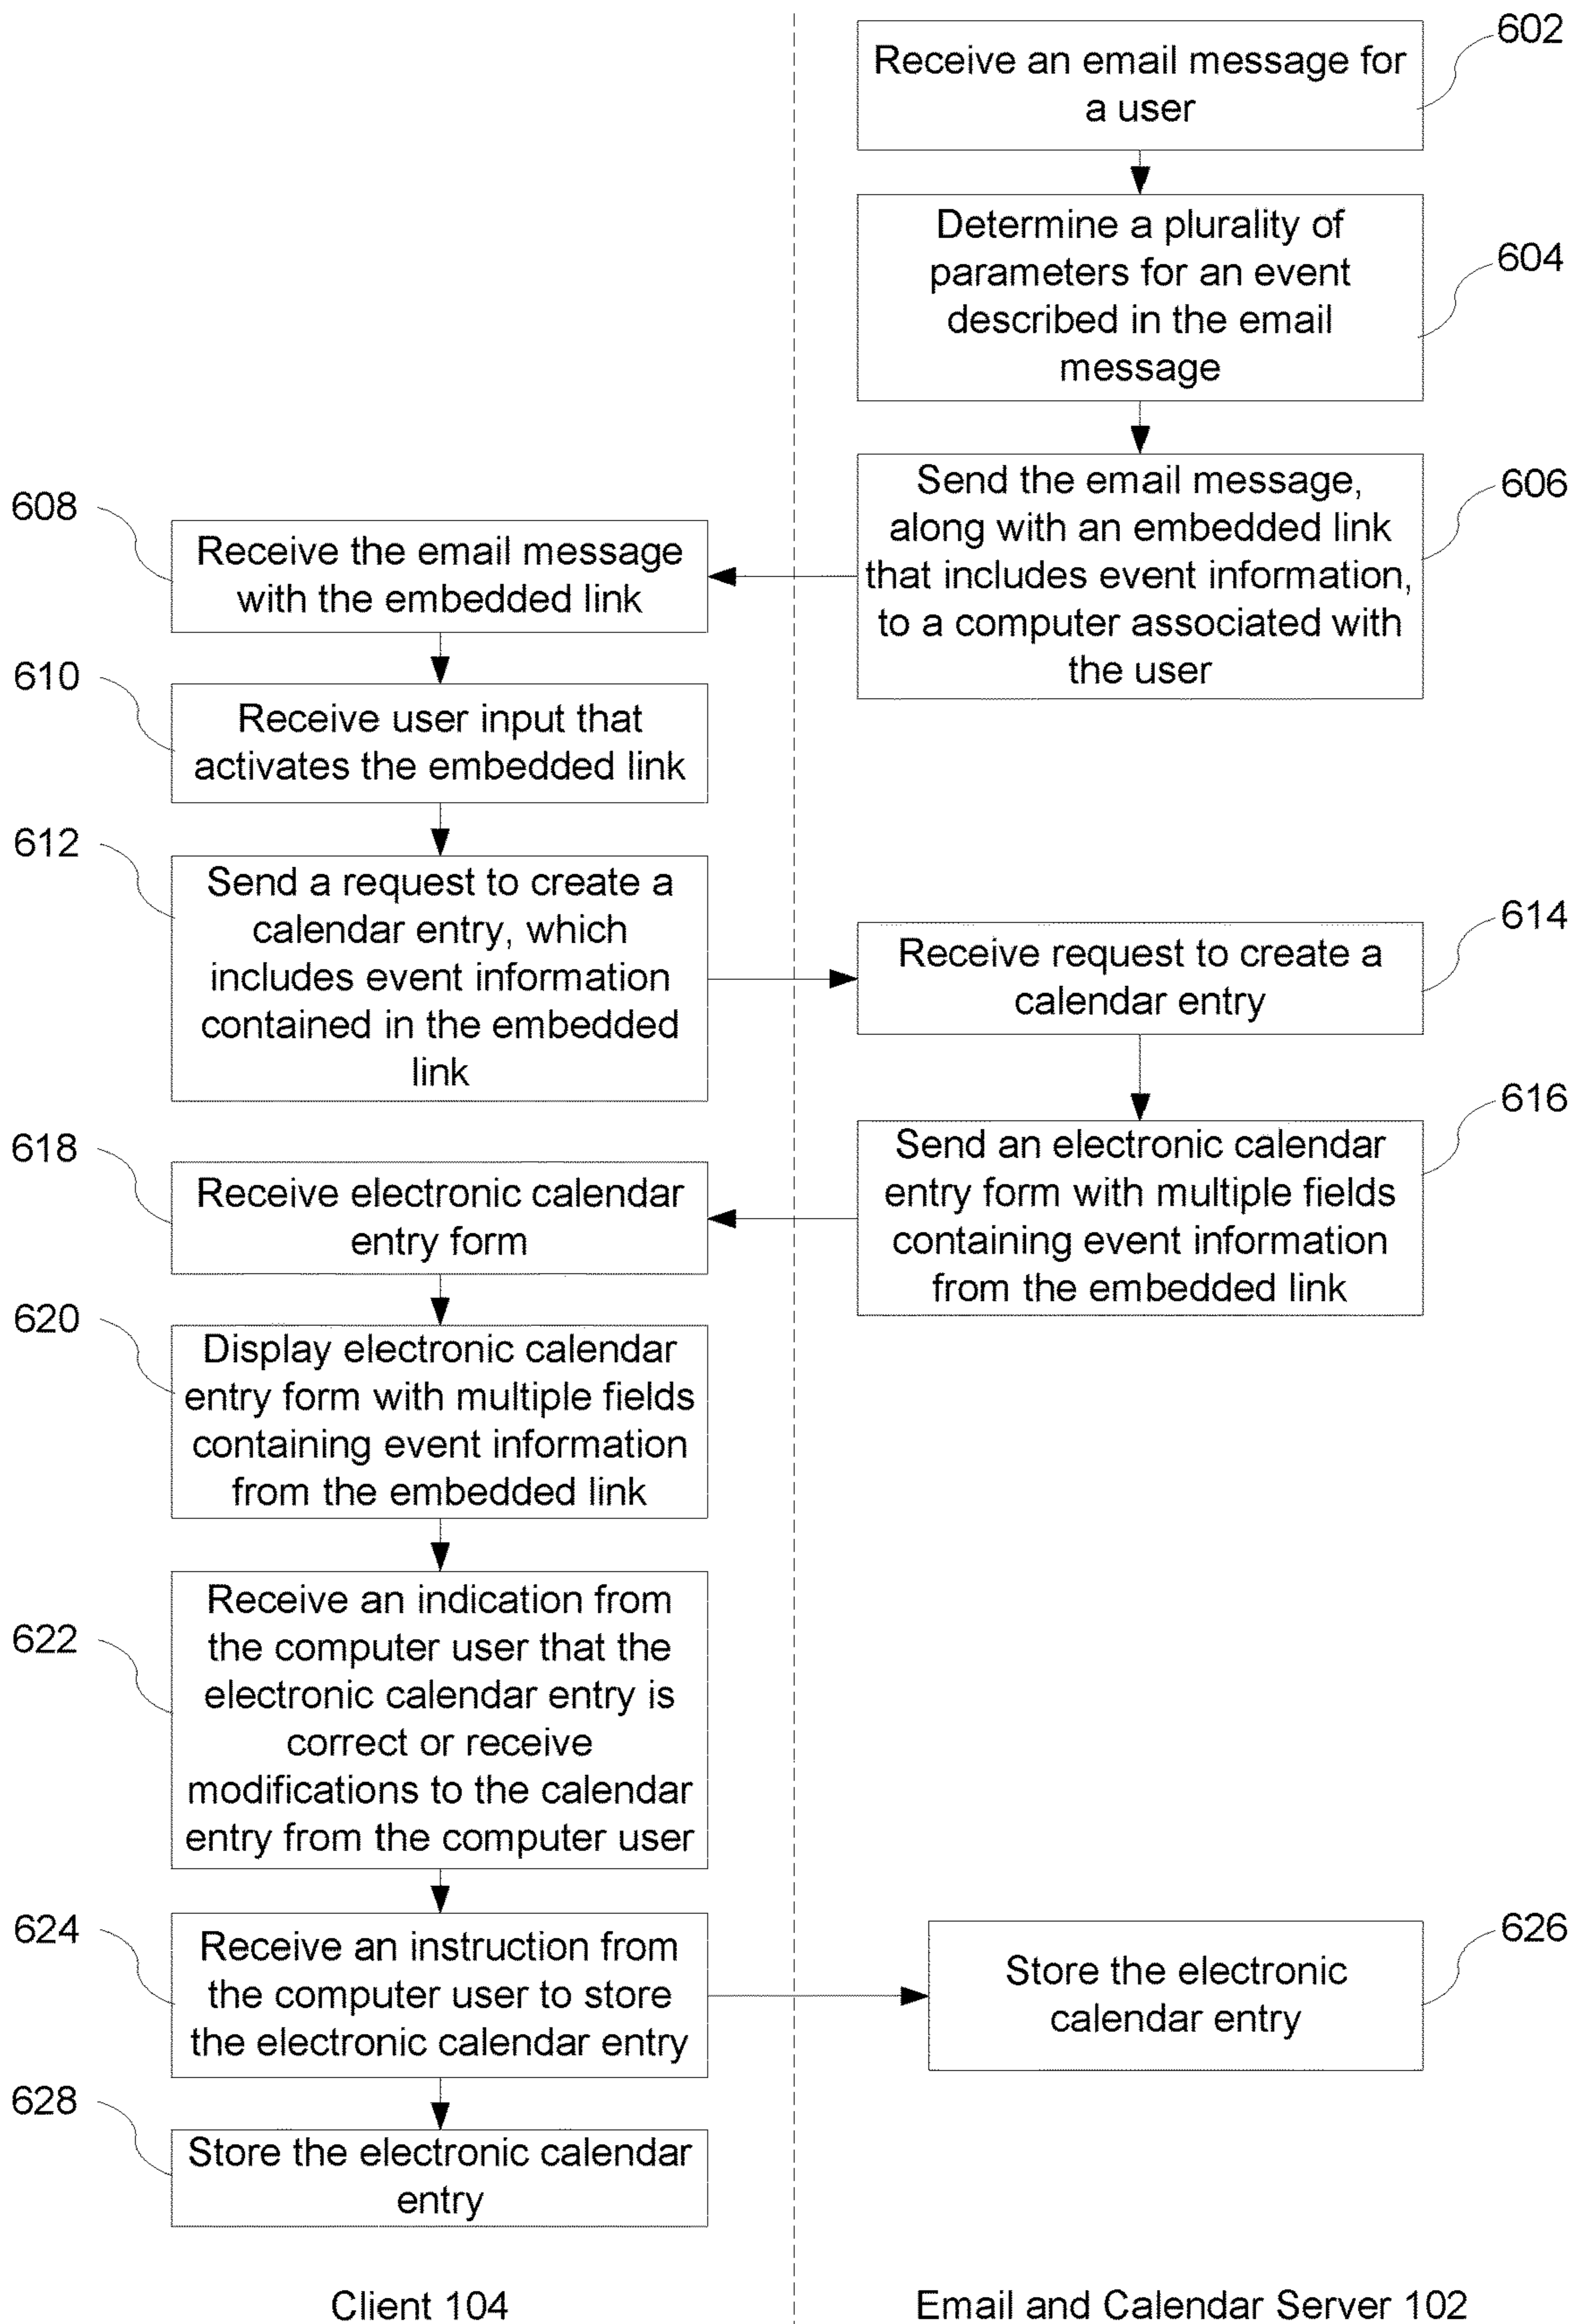 602
Receive an email message for
a user
604
Determine a plurality of
parameters for an event
described in the email
message
606
Send the email message,
along with an embedded link
that includes event information,
to a computer associated with
the user
608
Receive the email message
with the embedded link
610
Receive user input that
activates the embedded link
612
Send a request to create a
calendar entry, which
includes event information
contained in the embedded
link
614
Receive request to create a
calendar entry
616
Send an electronic calendar
entry form with multiple fields
containing event information
from the embedded link
618
Receive electronic calendar
entry form
620
Display electronic calendar
entry form with multiple fields
containing event information
from the embedded link
622
Receive an indication from
the computer user that the
electronic calendar entry is
correct or receive
modifications to the calendar
entry from the computer user
624
Receive an instruction from
the computer user to store
the electronic calendar entry
626
Store the electronic
calendar entry
628
Store the electronic calendar
entry
Client 104
Email and Calendar Server 102